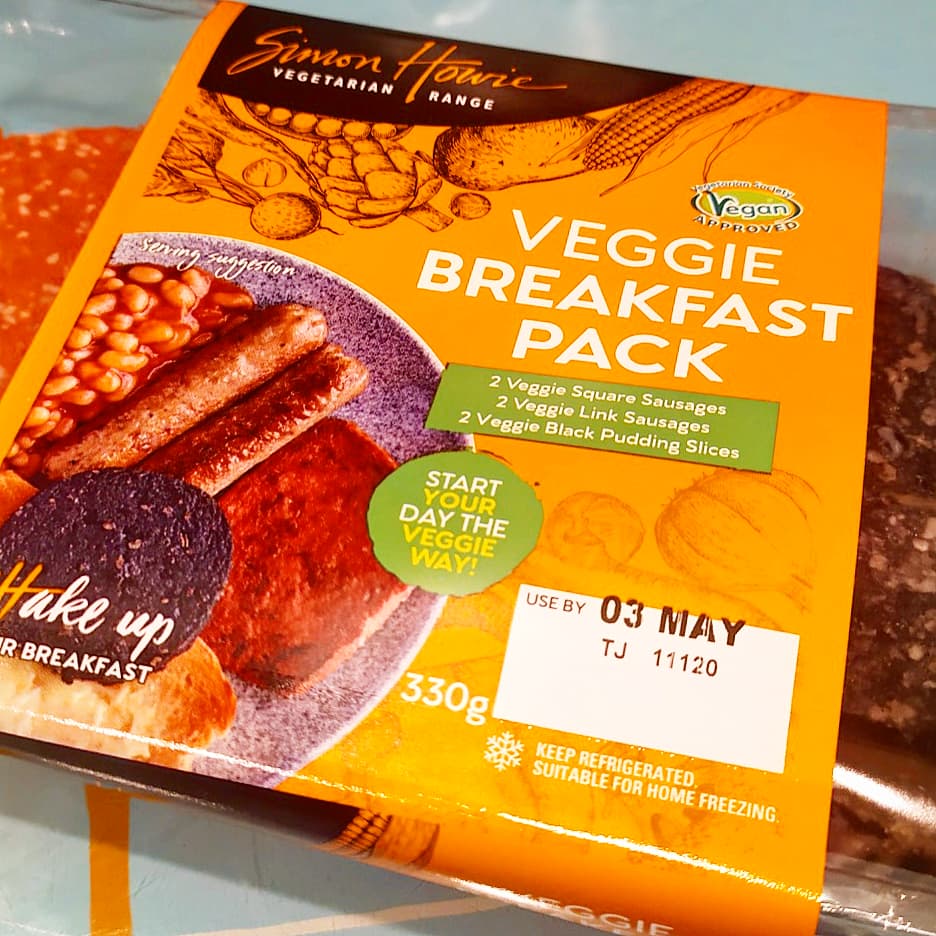 Simon Howie
VEGETARIAN RANGE
Vegetarian Society
Vegan
APPROVED
VEGGIE
BREAKFAST
PACK
2 Veggie Square Sausages
2 Veggie Link Sausages
2 Veggie Black Pudding Slices
Serving suggestion
START
YOUR
DAY THE
VEGGIE
WAY!
Hake up
BREAKFAST
USE BY 03 MAY
TJ 11120
330g
KEEP REFRIGERATED,
SUITABLE FOR HOME FREEZING.
VEGGIE